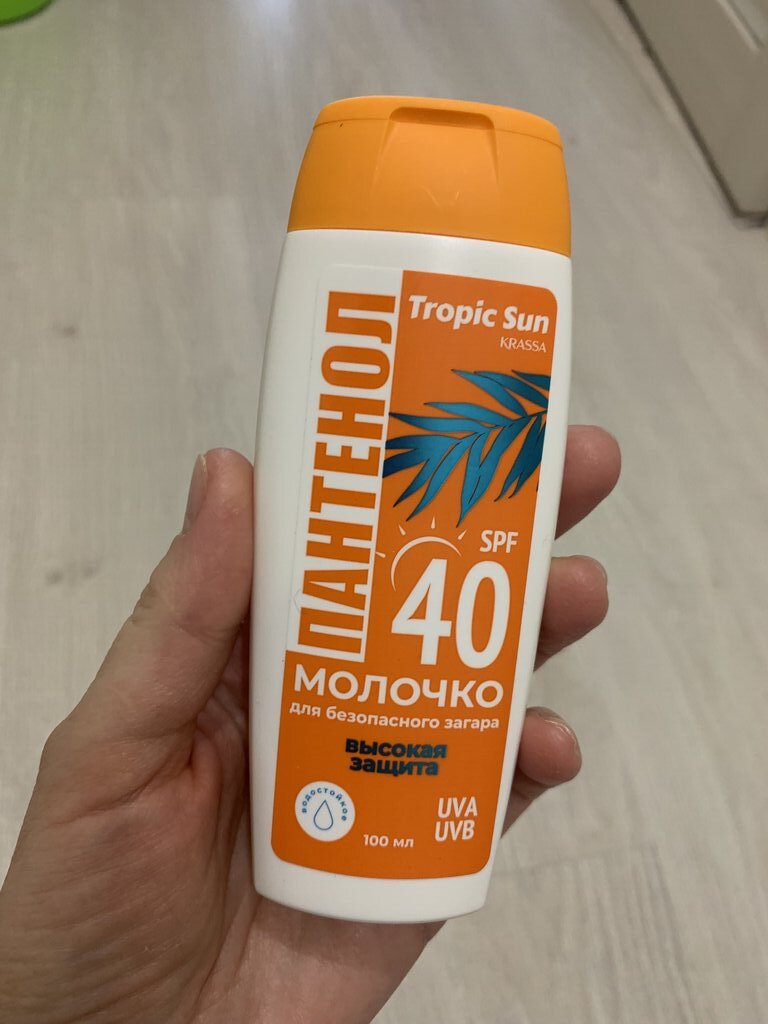 Tropic Sun
KRASSA
ПАНТЕНОЛ
SPF
40
МОЛОЧКО
для безопасного загара
высокая
защита
ВОДОСТОЙКОЕ
100 мл
UVA
UVB